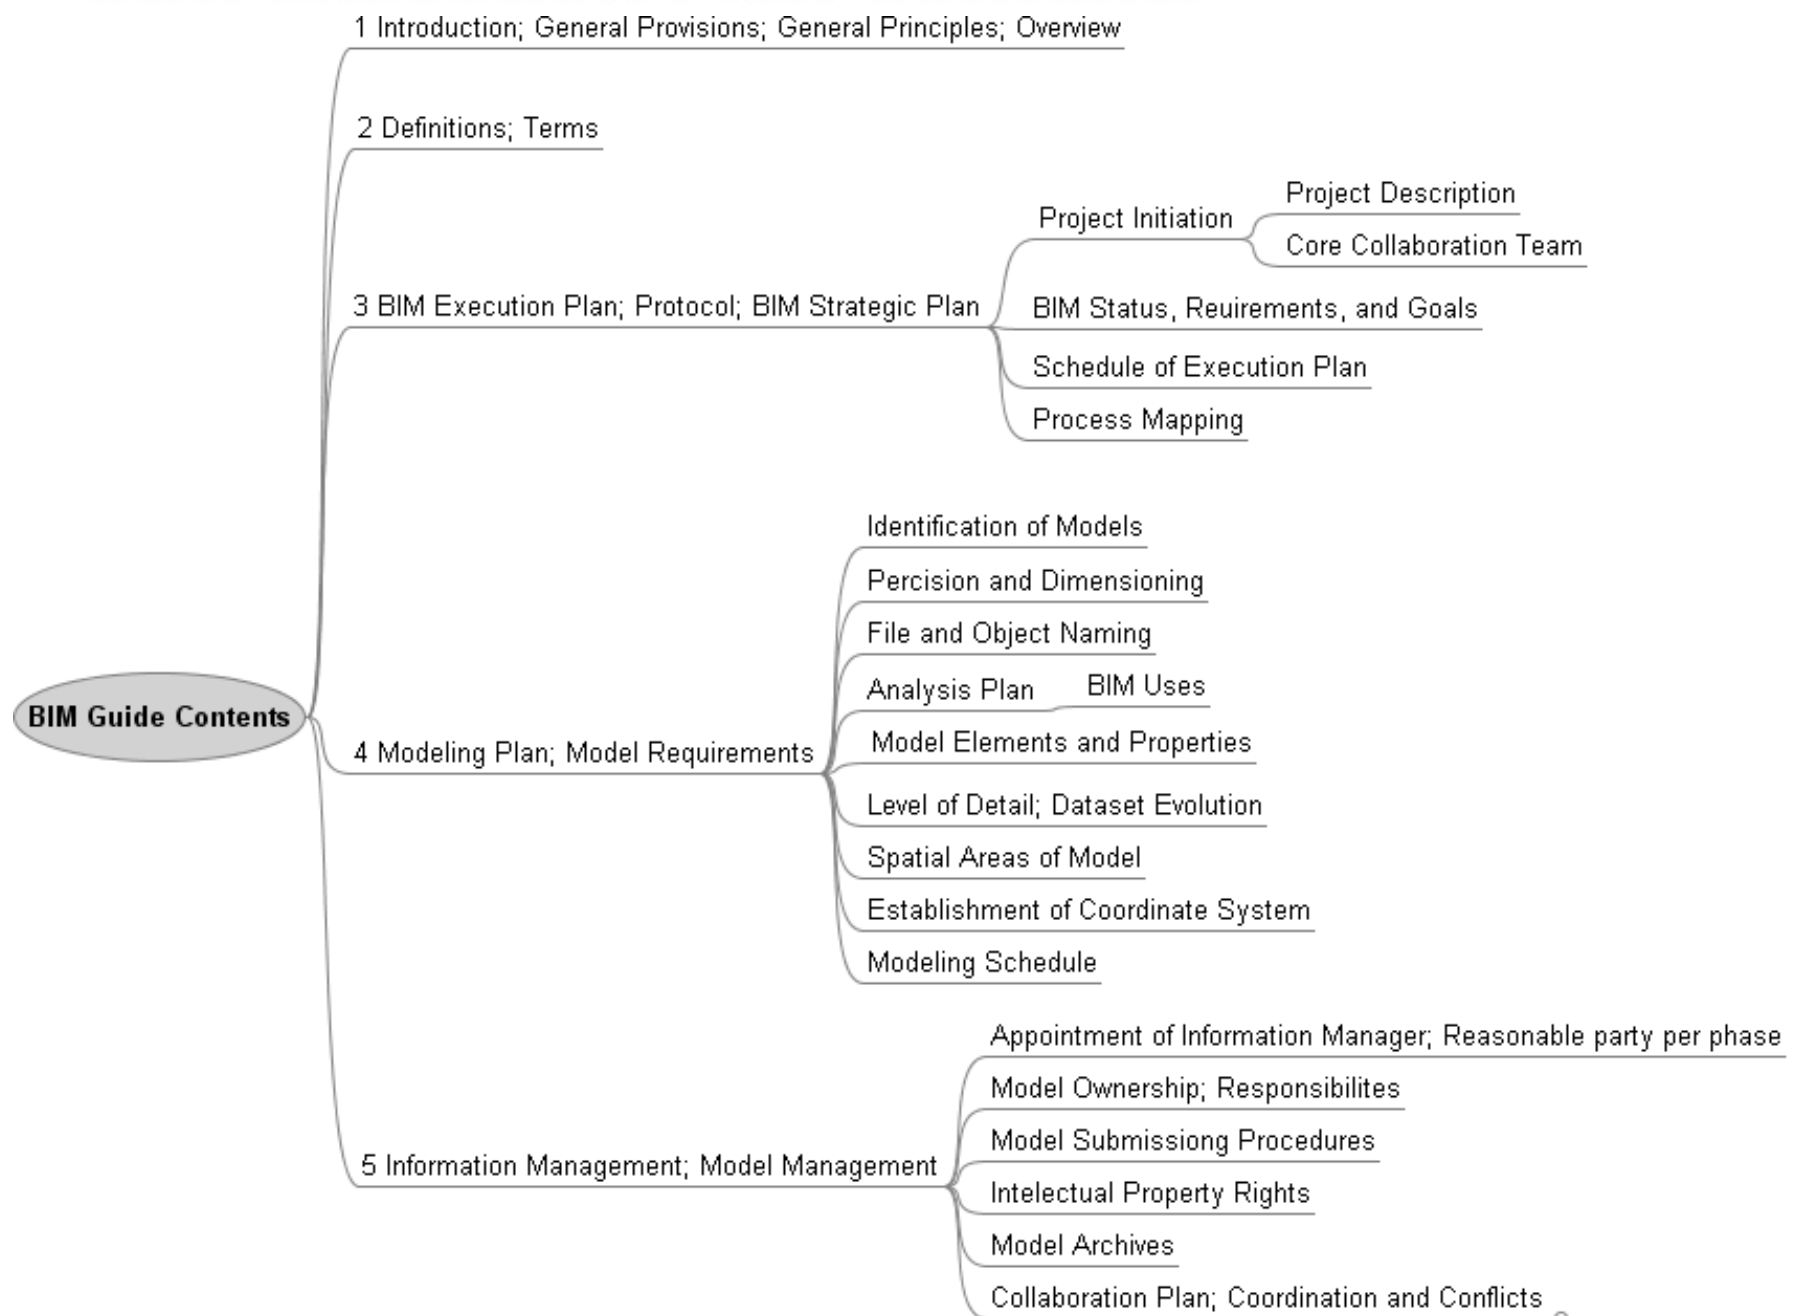 1 Introduction; General Provisions; General Principles; Overview
2 Definitions; Terms
3 BIM Execution Plan; Protocol; BIM Strategic Plan
Project Initiation
Project Description
Core Collaboration Team
BIM Status, Reuirements, and Goals
Schedule of Execution Plan
Process Mapping
BIM Guide Contents
4 Modeling Plan; Model Requirements
Identification of Models
Percision and Dimensioning
File and Object Naming
Analysis Plan
BIM Uses
Model Elements and Properties
Level of Detail; Dataset Evolution
Spatial Areas of Model
Establishment of Coordinate System
Modeling Schedule
5 Information Management; Model Management
Appointment of Information Manager; Reasonable party per phase
Model Ownership; Responsibilites
Model Submissiong Procedures
Intelectual Property Rights
Model Archives
Collaboration Plan; Coordination and Conflicts